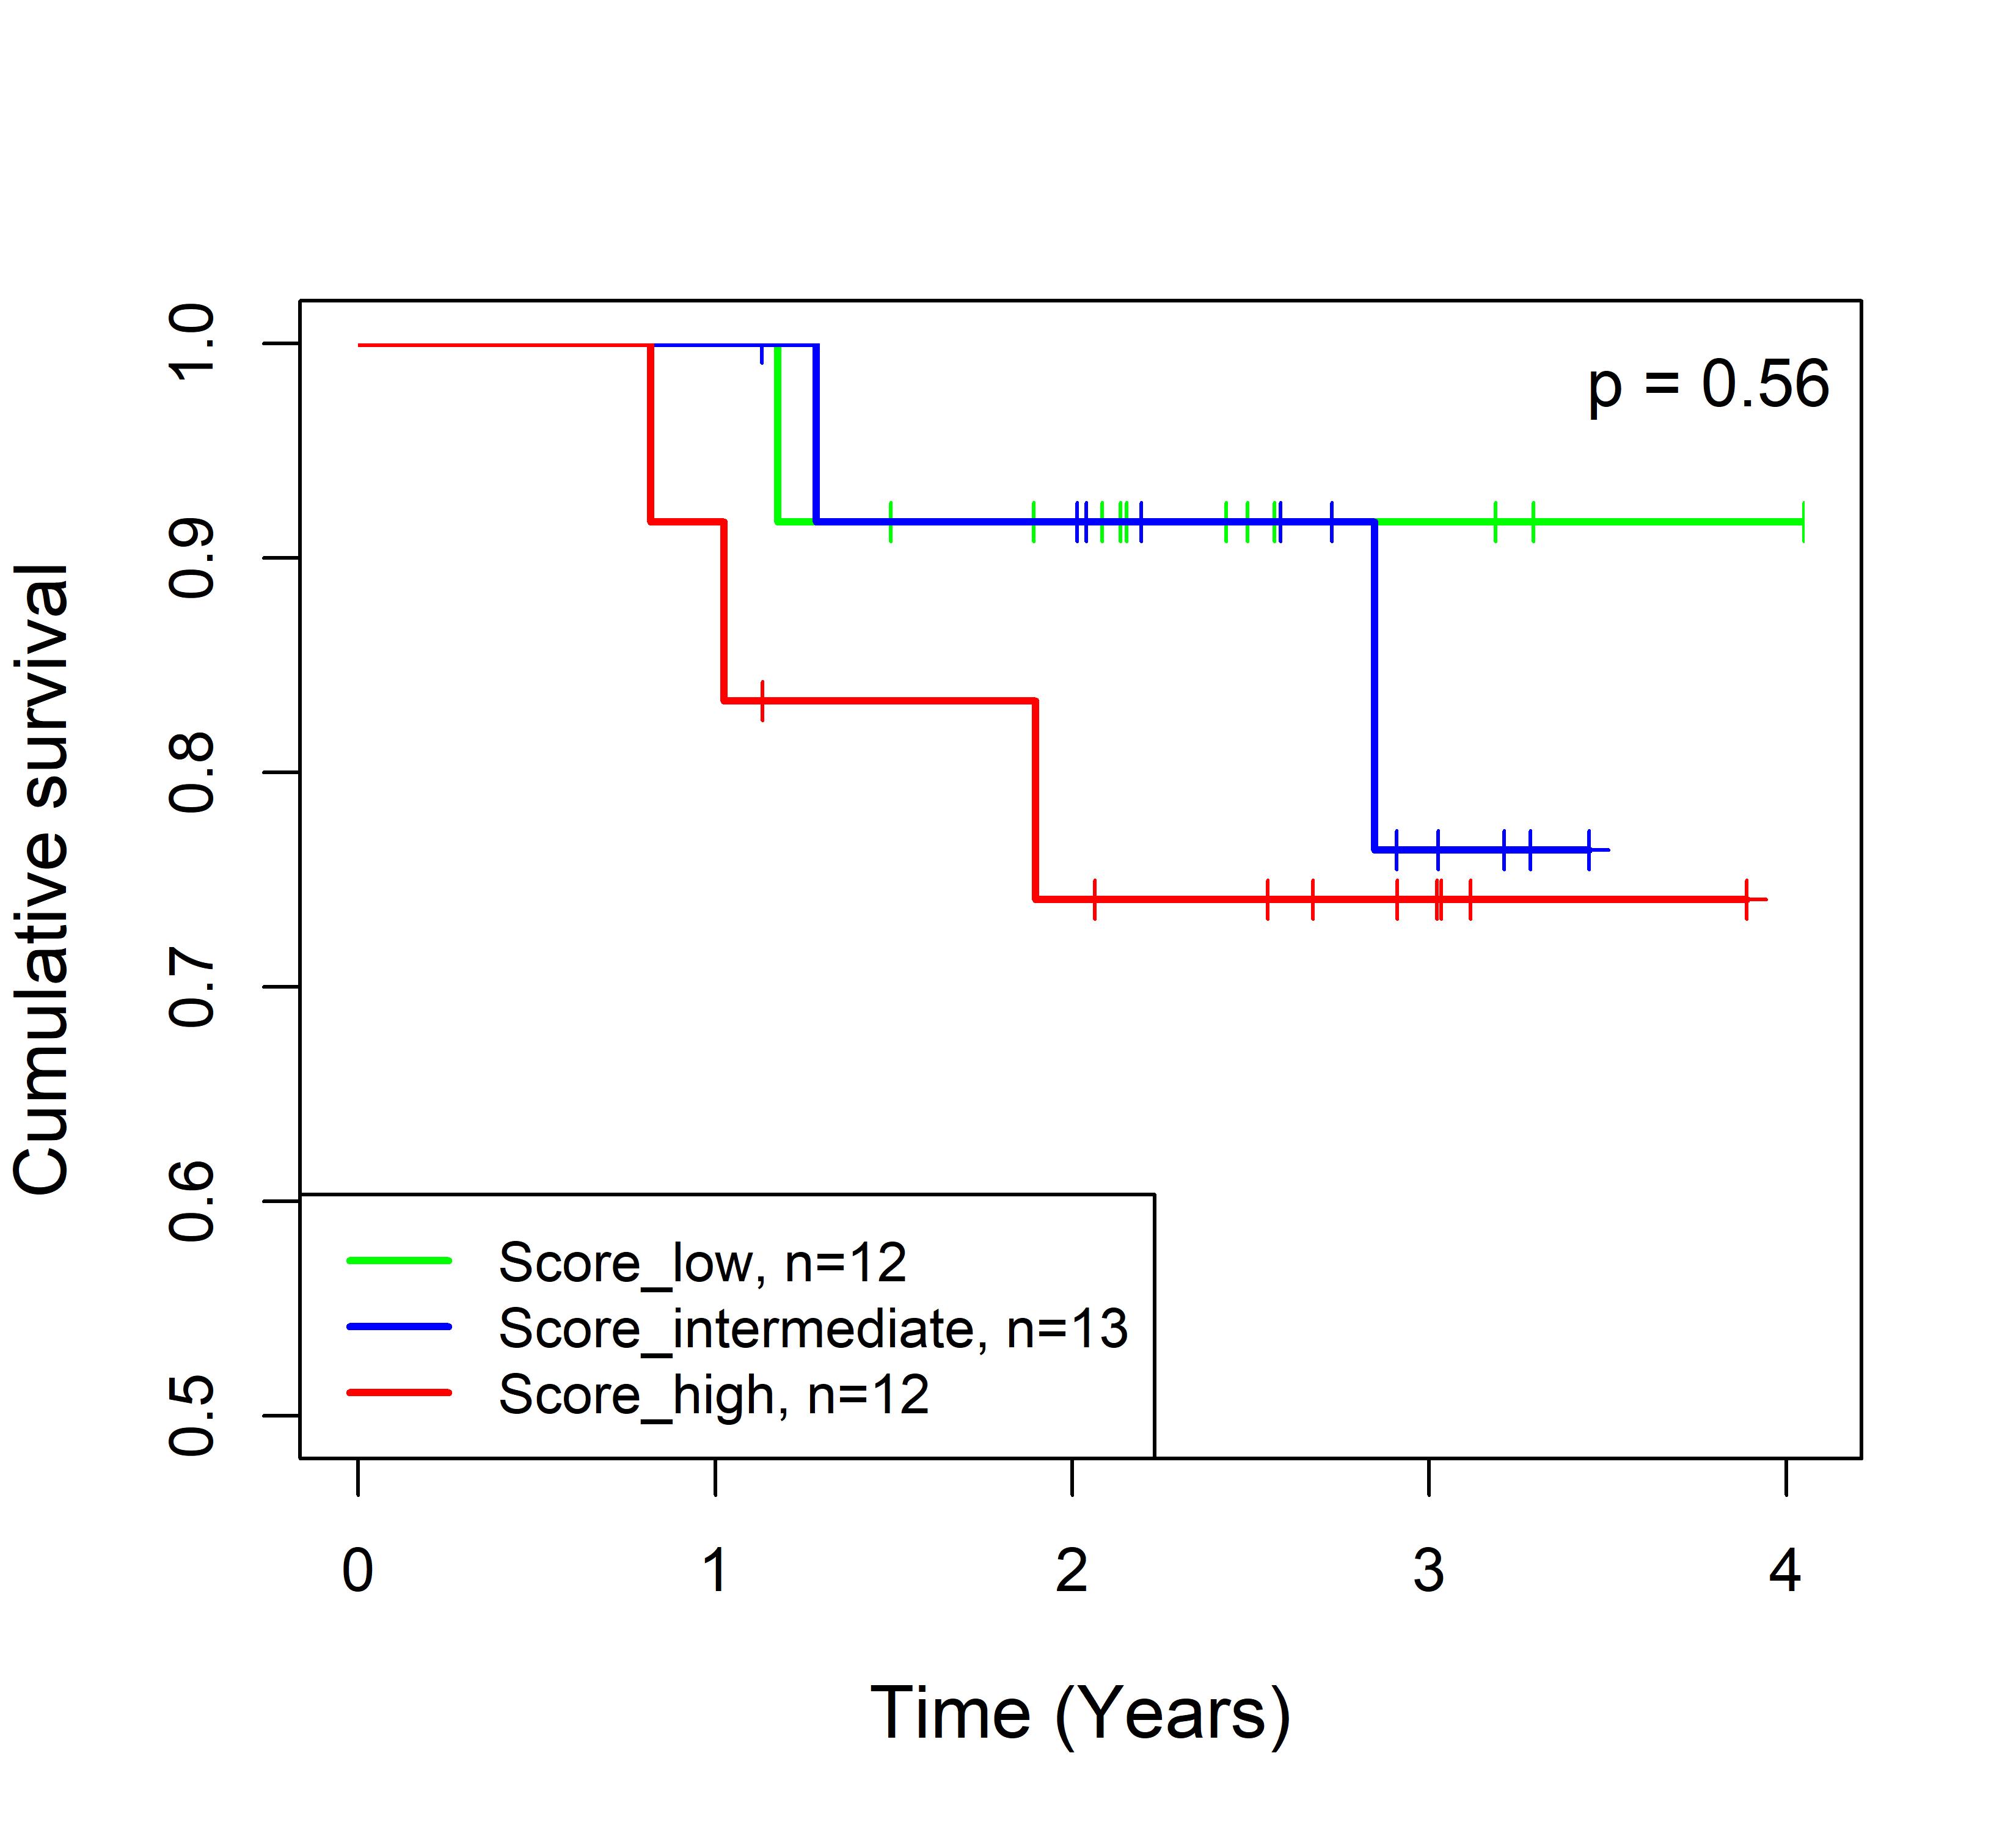 p = 0.56
Cumulative survival
1.0
0.9
0.8
0.7
0.6
0.5
Score_low, n=12
Score_intermediate, n=13
Score_high, n=12
0 1 2 3 4
Time (Years)